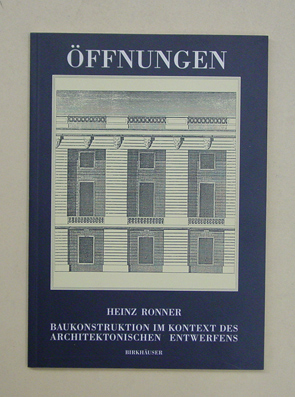 ÖFFNUNGEN
HEINZ RONNER
BAUKONSTRUKTION IM KONTEXT DES
ARCHITEKTONISCHEN ENTWERFENS
BIRKHÄUSER